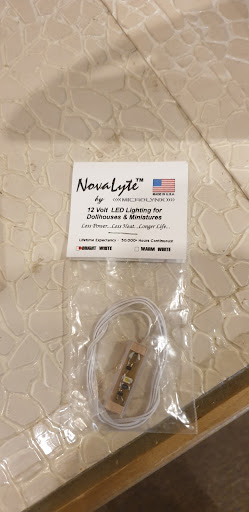 NovaLyte™
MADE IN U.S.A.
by
12 Volt LED Lighting for
Dollhouses & Miniatures
Less Power...Less Heat...Longer Life...
Lifetime Expectancy - 50,000+ Hours Continuous
BRIGHT WHITE WARM WHITE